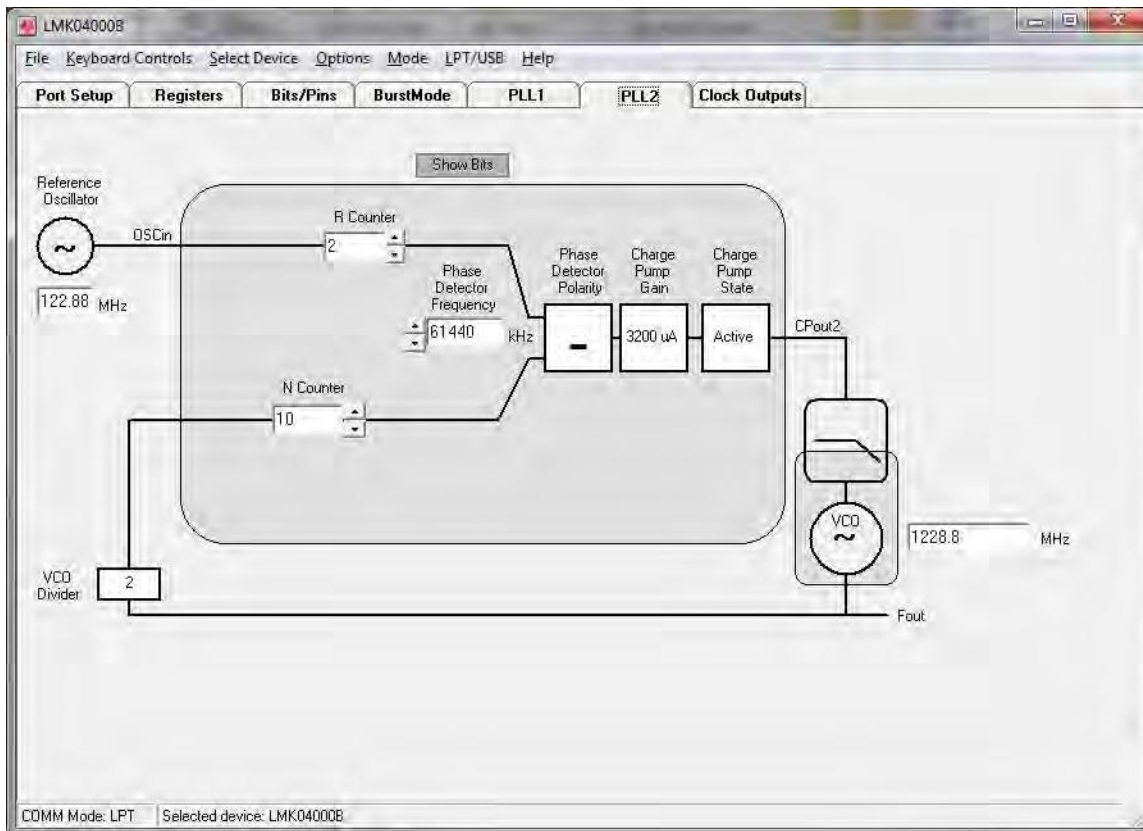 LMK04000B
File Keyboard Controls Select Device Options Mode LPT/USB Help
Port Setup Registers Bits/Pins BurstMode PLL1 PLL2 Clock Outputs
Show Bits
Reference
Oscillator
OSCin
R Counter
2
122.88 MHz
Phase
Detector
Frequency
61440 kHz
Phase
Detector
Polarity
-
Charge
Pump
Gain
3200 uA
Charge
Pump
State
Active
CPout2
N Counter
10
VCO
1228.8 MHz
VCO
Divider
2
Fout
COMM Mode: LPT Selected device: LMK04000B